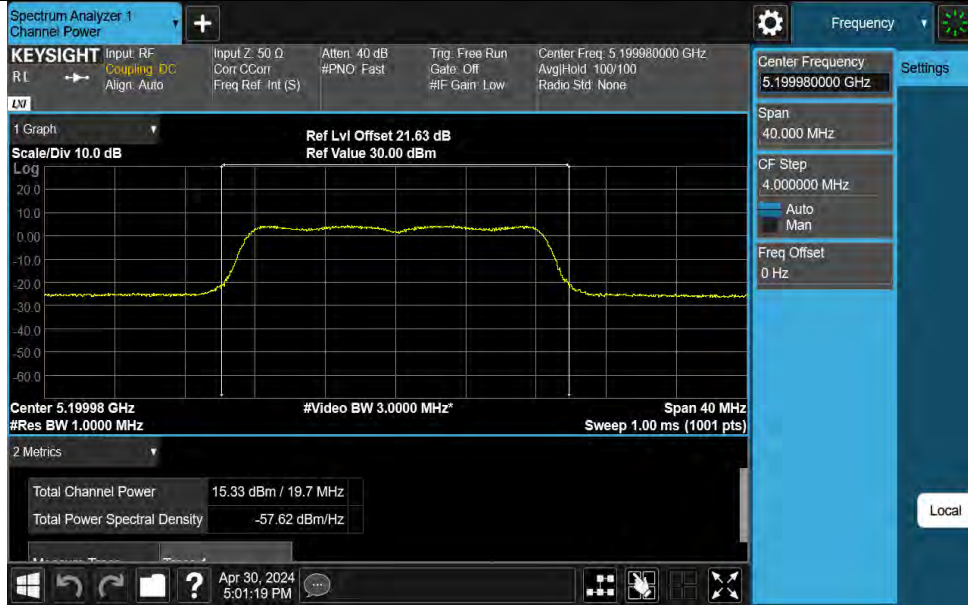 Spectrum Analyzer 1
Channel Power
+
Frequency
KEYSIGHT
Input: RF
Coupling: DC
Align: Auto
Input Z: 50 Ω
Corr CCorr
Freq Ref: Int (S)
Atten: 40 dB
#PNO: Fast
Trig: Free Run
Gate: Off
#IF Gain: Low
Center Freq: 5.199980000 GHz
Avg|Hold: 100/100
Radio Std: None
LXI
Center Frequency
5.199980000 GHz
Settings
Span
40.000 MHz
CF Step
4.000000 MHz
Auto
Man
Freq Offset
0 Hz
Local
1 Graph
Scale/Div 10.0 dB
Ref Lvl Offset 21.63 dB
Ref Value 30.00 dBm
Log
20.0
10.0
0.00
-10.0
-20.0
-30.0
-40.0
-50.0
-60.0
Center 5.19998 GHz
#Video BW 3.0000 MHz*
Span 40 MHz
#Res BW 1.0000 MHz
Sweep 1.00 ms (1001 pts)
2 Metrics
Total Channel Power 15.33 dBm / 19.7 MHz
Total Power Spectral Density -57.62 dBm/Hz
?
Apr 30, 2024
5:01:19 PM